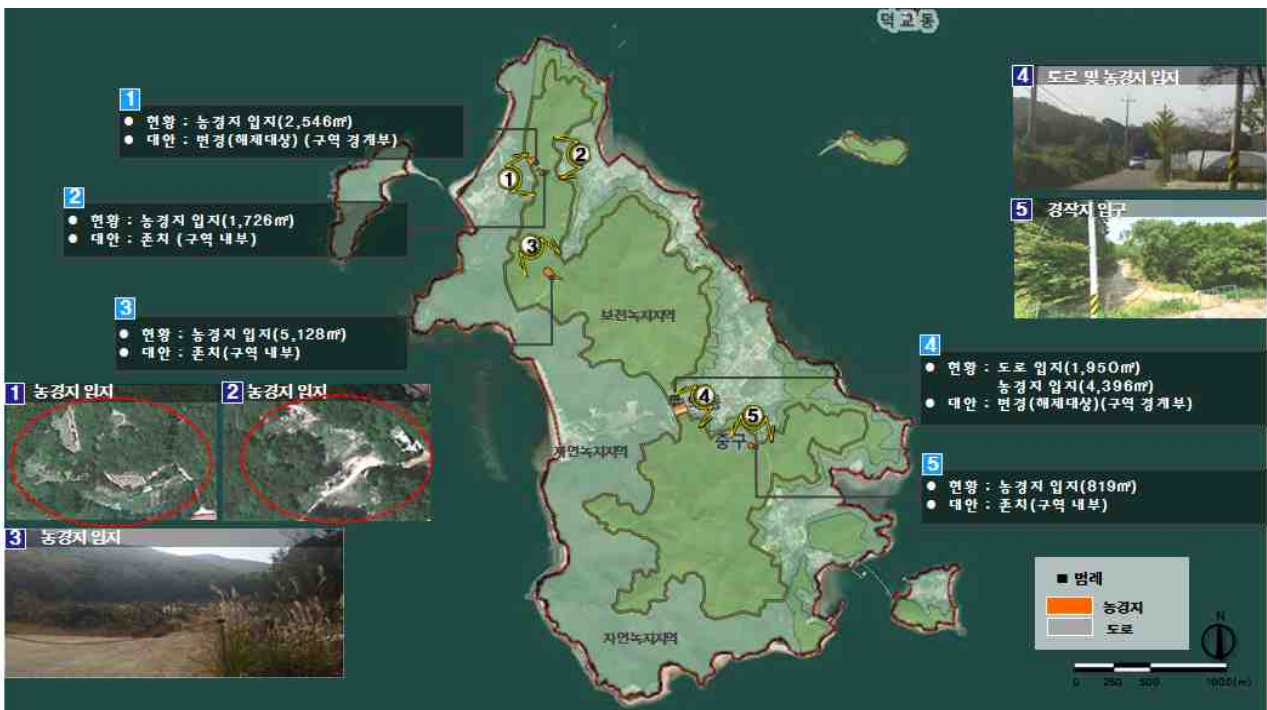 덕교동
1
● 현황 : 농경지 입지(2,546㎡)
● 대안 : 변경(해제대상) (구역 경계부)
2
● 현황 : 농경지 입지(1,726㎡)
● 대안 : 존치 (구역 내부)
3
● 현황 : 농경지 입지(5,128㎡)
● 대안 : 존치(구역 내부)
1 농경지 입지
2 농경지 입지
3 농경지 입지
1
2
3
보전녹지지역
4
5
중구
자연녹지지역
자연녹지지역
4 도로 및 농경지 입지
5 경작지 입구
4
● 현황 : 도로 입지(1,950㎡)
농경지 입지(4,396㎡)
● 대안 : 변경(해제대상)(구역 경계부)
5
● 현황 : 농경지 입지(819㎡)
● 대안 : 존치(구역 내부)
■ 범례
농경지
도로
N
0 250 500 1000(m)